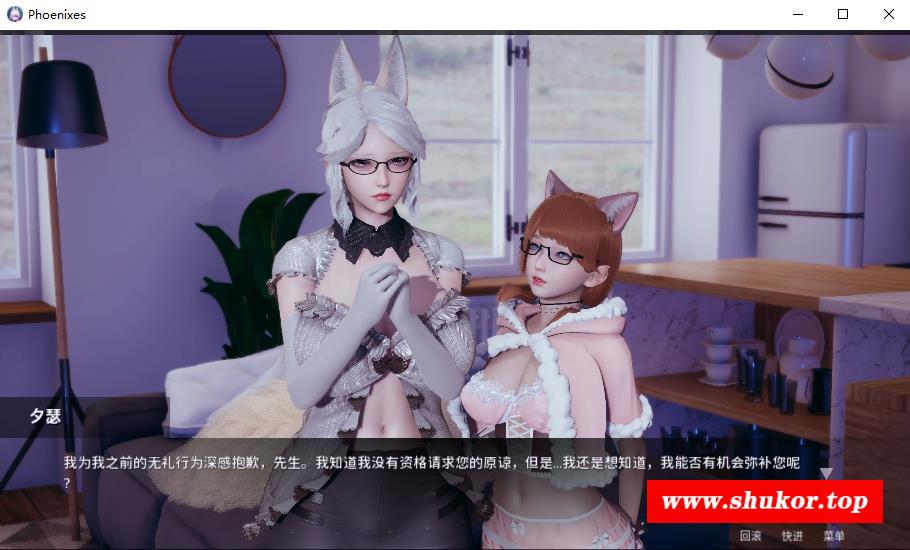 Phoenixes
夕瑟
我为我之前的无礼行为深感抱歉，先生。我知道我没有资格请求您的原谅，但是...我还是想知道，我能否有机会弥补您呢
？
www.shukor.top
回滚 快进 菜单